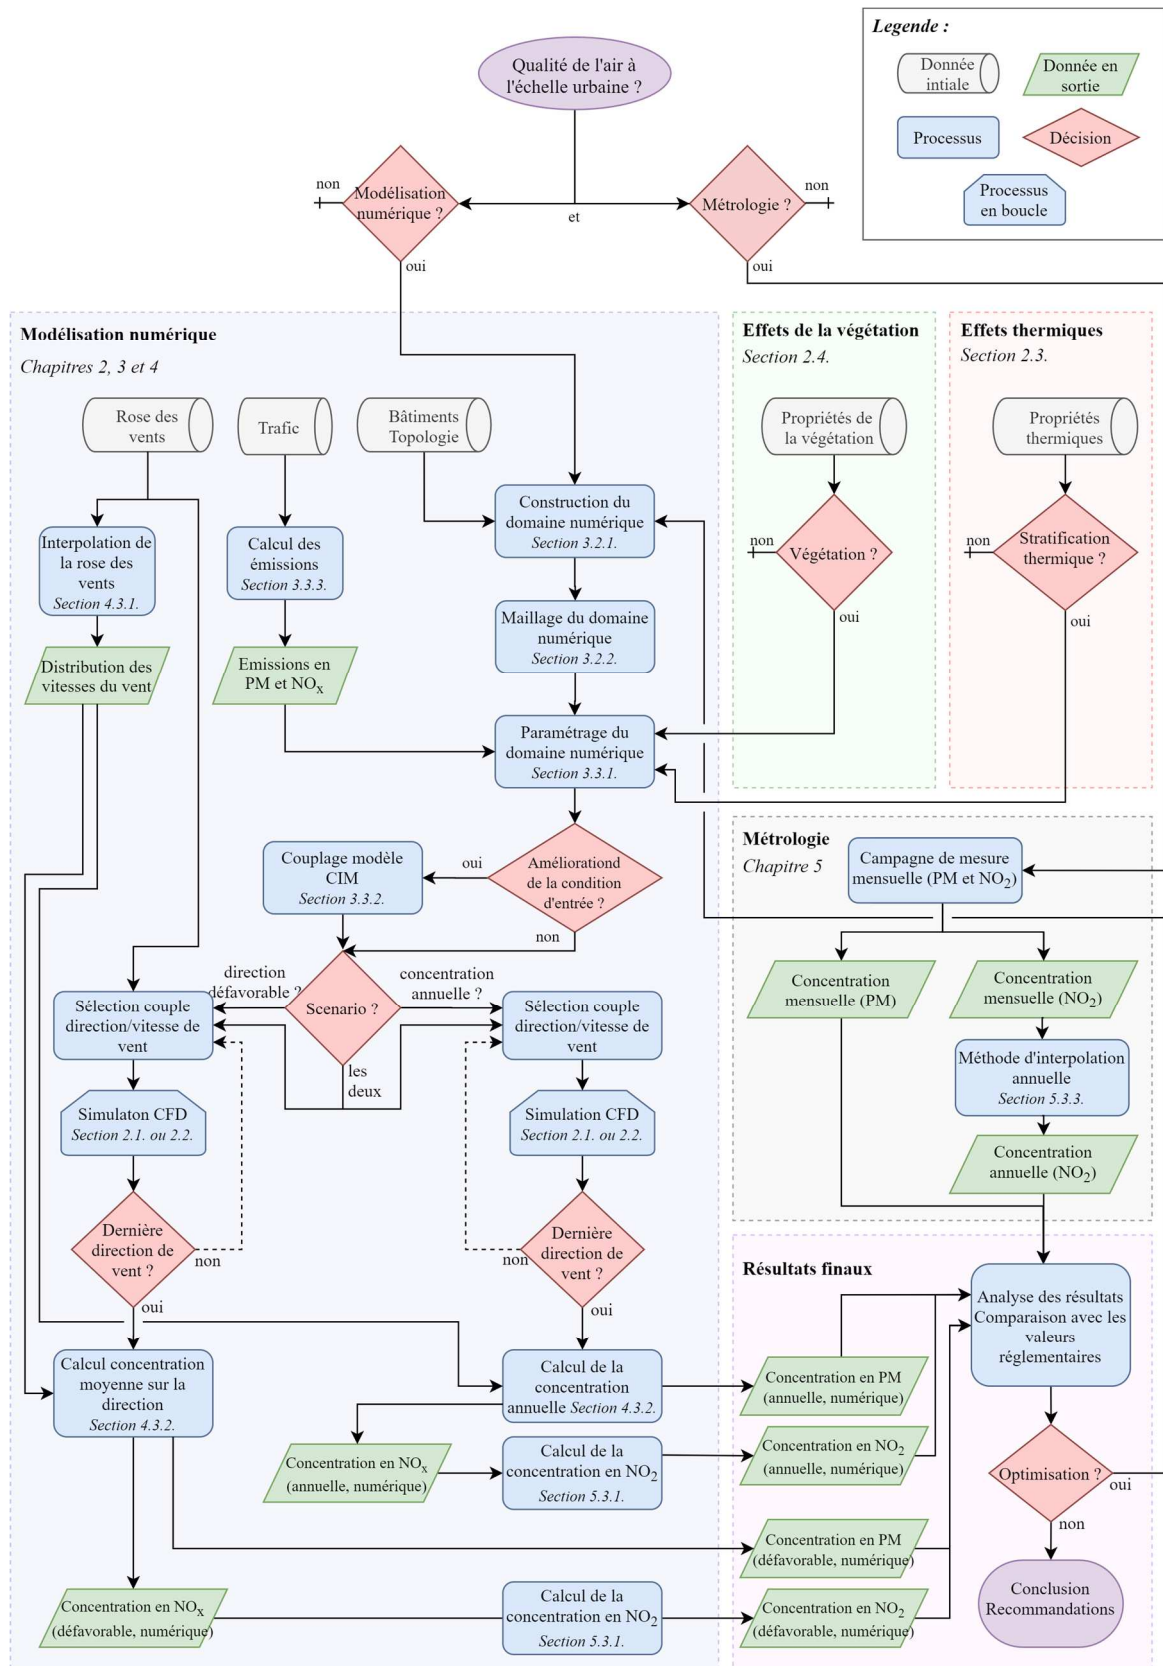 Legende :
Donnée
intiale
Donnée en
sortie
Processus
Décision
Processus
en boucle
Qualité de l'air à
l'échelle urbaine ?
non
Modélisation
numérique ?
et
Métrologie ?
non
oui
oui
Modélisation numérique
Chapitres 2, 3 et 4
Effets de la végétation
Section 2.4.
Effets thermiques
Section 2.3.
Rose des
vents
Trafic
Bâtiments
Topologie
Propriétés de
la végétation
Propriétés
thermiques
Interpolation de
la rose des
vents
Section 4.3.1.
Calcul des
émissions
Section 3.3.3.
Construction du
domaine numérique
Section 3.2.1.
non
Végétation ?
oui
non
Stratification
thermique ?
oui
Maillage du domaine
numérique
Section 3.2.2.
Distribution des
vitesses du vent
Emissions en
PM et NOx
Paramétrage du
domaine numérique
Section 3.3.1.
Couplage modèle
CIM
Section 3.3.2.
oui
Améliorationd
de la condition
d'entrée ?
non
Métrologie
Chapitre 5
Campagne de mesure
mensuelle (PM et NO2)
direction
défavorable ?
concentration
annuelle ?
Scenario ?
les
deux
Sélection couple
direction/vitesse de
vent
Sélection couple
direction/vitesse de
vent
Concentration
mensuelle (PM)
Concentration
mensuelle (NO2)
Méthode d'interpolation
annuelle
Section 5.3.3.
Simulaton CFD
Section 2.1. ou 2.2.
Simulation CFD
Section 2.1. ou 2.2.
Concentration
annuelle (NO2)
Dernière
direction de
vent ?
non
oui
Dernière
direction de
vent ?
non
oui
Résultats finaux
Analyse des résultats
Comparaison avec les
valeurs
réglementaires
Calcul concentration
moyenne sur la
direction
Section 4.3.2.
Calcul de la
concentration
annuelle Section 4.3.2.
Concentration en PM
(annuelle, numérique)
Concentration en NOx
(annuelle, numérique)
Calcul de la
concentration en NO2
Section 5.3.1.
Concentration en NO2
(annuelle, numérique)
Optimisation ?
oui
non
Concentration en PM
(défavorable, numérique)
Concentration en NOx
(défavorable, numérique)
Calcul de la
concentration en NO2
Section 5.3.1.
Concentration en NO2
(défavorable, numérique)
Conclusion
Recommandations